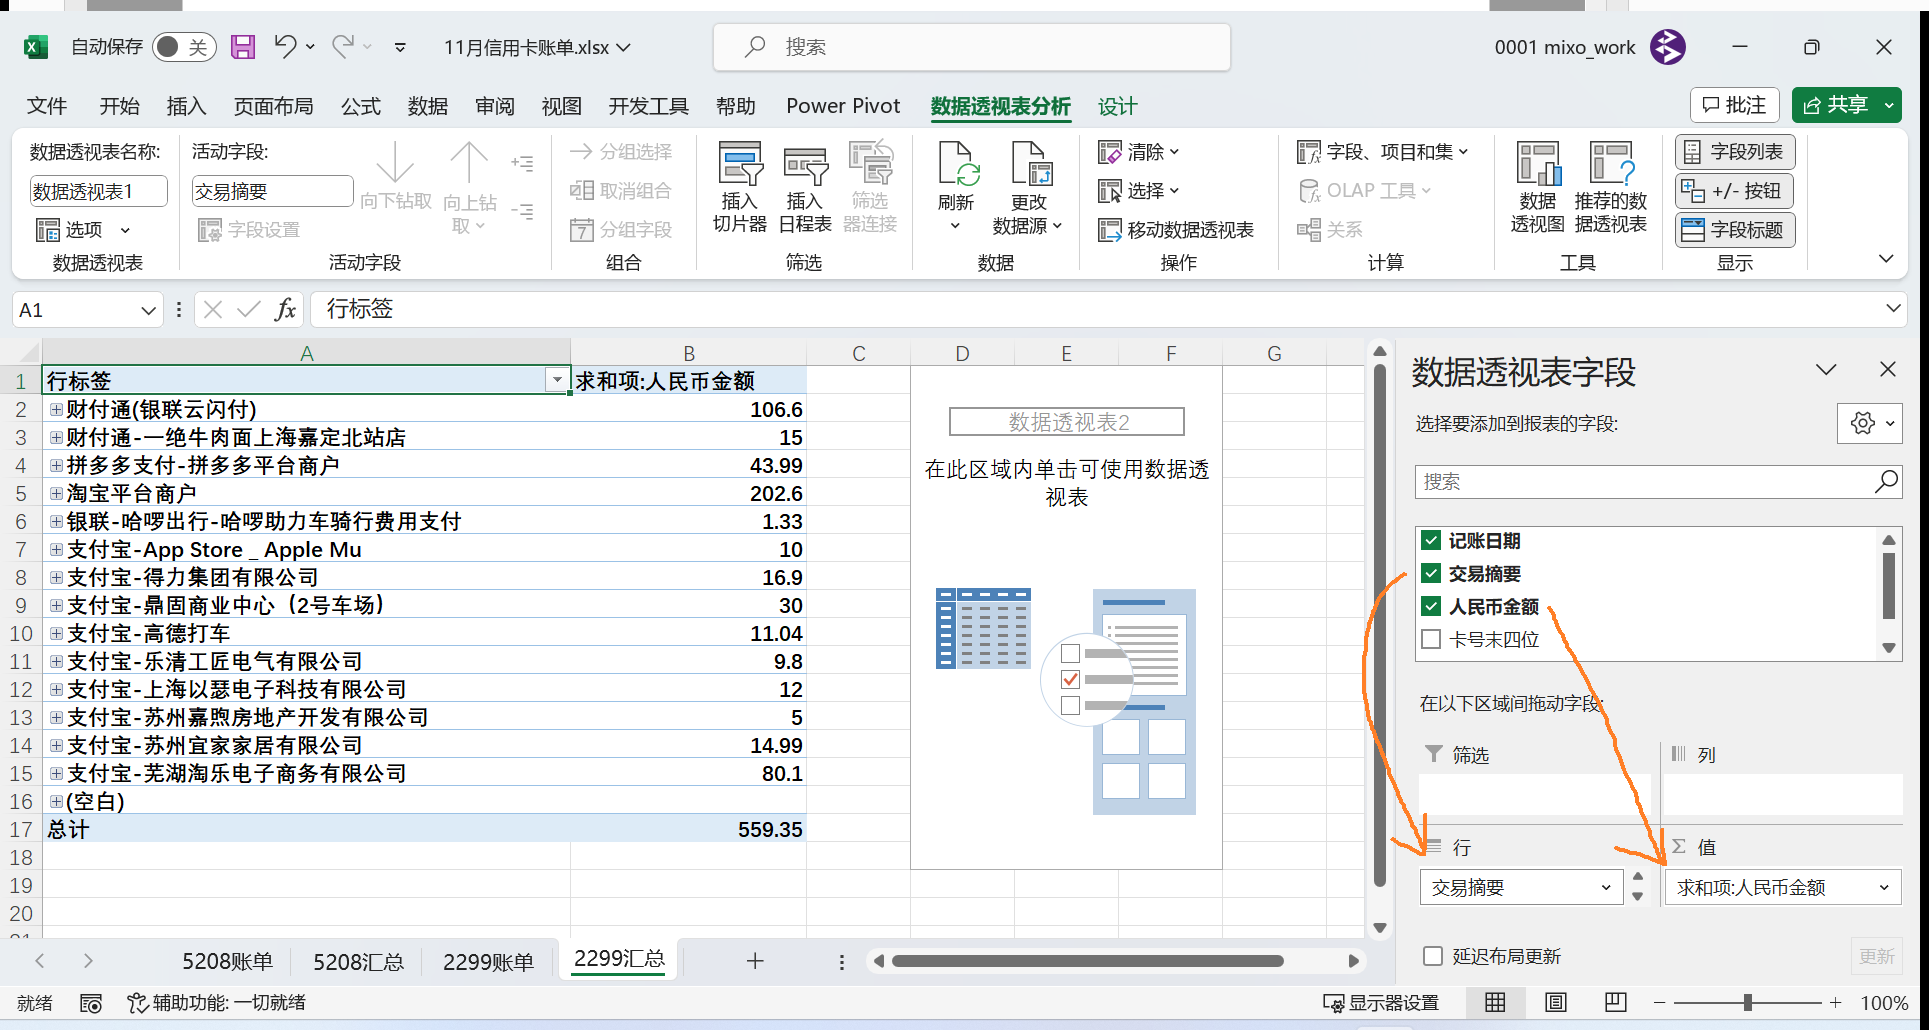 自动保存 关 11月信用卡账单.xlsx 搜索 0001 mixo_work
文件 开始 插入 页面布局 公式 数据 审阅 视图 开发工具 帮助 Power Pivot 数据透视表分析 设计 批注 共享
数据透视表名称:
数据透视表1
选项
数据透视表
活动字段:
交易摘要
字段设置
向下钻取
向上钻
取
活动字段
分组选择
取消组合
7 分组字段
组合
插入
切片器
插入
日程表
筛选
器连接
筛选
刷新
更改
数据源
数据
清除
选择
移动数据透视表
操作
字段、项目和集
OLAP 工具
关系
计算
数据
透视图
推荐的数
据透视表
工具
字段列表
+/- 按钮
字段标题
显示
A1 fx 行标签
A B C D E F G
1 行标签 求和项:人民币金额
2 财付通(银联云闪付) 106.6
3 财付通-一绝牛肉面上海嘉定北站店 15
4 拼多多支付-拼多多平台商户 43.99
5 淘宝平台商户 202.6
6 银联-哈啰出行-哈啰助力车骑行费用支付 1.33
7 支付宝-App Store _ Apple Mu 10
8 支付宝-得力集团有限公司 16.9
9 支付宝-鼎固商业中心（2号车场） 30
10 支付宝-高德打车 11.04
11 支付宝-乐清工匠电气有限公司 9.8
12 支付宝-上海以瑟电子科技有限公司 12
13 支付宝-苏州嘉煦房地产开发有限公司 5
14 支付宝-苏州宜家家居有限公司 14.99
15 支付宝-芜湖淘乐电子商务有限公司 80.1
16 (空白)
17 总计 559.35
18
19
20
数据透视表2
在此区域内单击可使用数据透
视表
数据透视表字段
选择要添加到报表的字段:
搜索
记账日期
交易摘要
人民币金额
卡号末四位
在以下区域间拖动字段:
筛选 列
行 Σ 值
交易摘要 求和项:人民币金额
延迟布局更新 更新
5208账单 5208汇总 2299账单 2299汇总
就绪 辅助功能: 一切就绪 显示器设置 100%